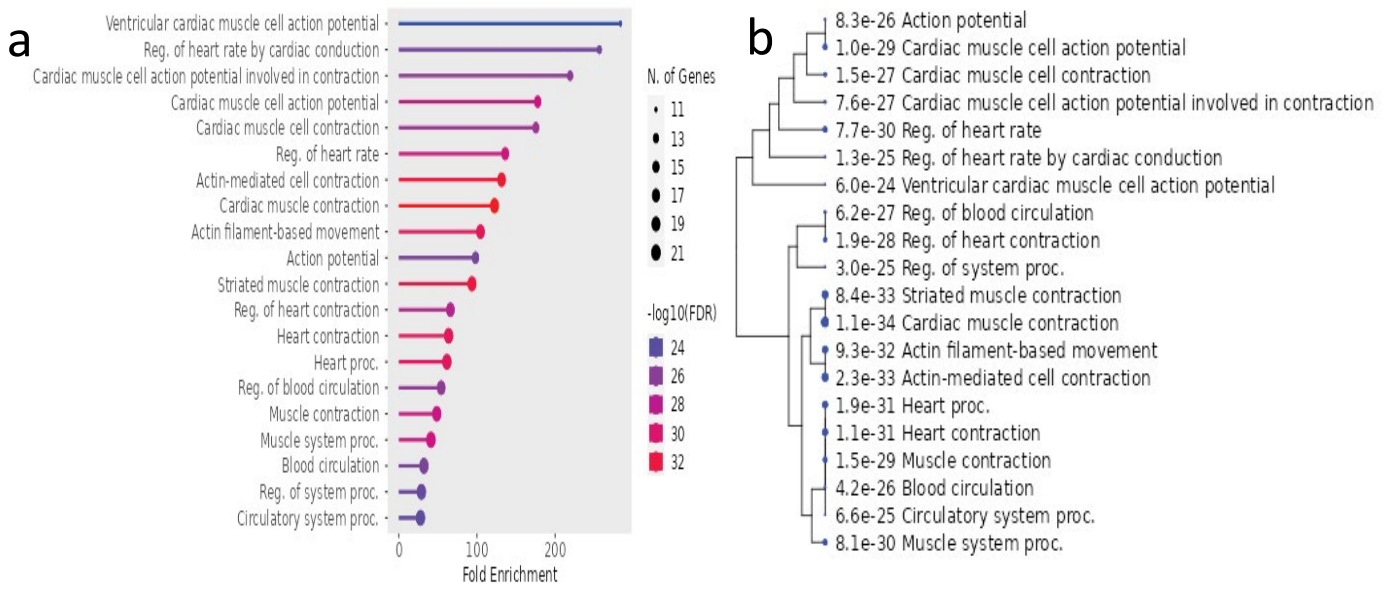 a
Ventricular cardiac muscle cell action potential
Reg. of heart rate by cardiac conduction
Cardiac muscle cell action potential involved in contraction
Cardiac muscle cell action potential
Cardiac muscle cell contraction
Reg. of heart rate
Actin-mediated cell contraction
Cardiac muscle contraction
Actin filament-based movement
Action potential
Striated muscle contraction
Reg. of heart contraction
Heart contraction
Heart proc.
Reg. of blood circulation
Muscle contraction
Muscle system proc.
Blood circulation
Reg. of system proc.
Circulatory system proc.
0 100 200
Fold Enrichment
N. of Genes
11
13
15
17
19
21
-log10(FDR)
24
26
28
30
32
b
8.3e-26 Action potential
1.0e-29 Cardiac muscle cell action potential
1.5e-27 Cardiac muscle cell contraction
7.6e-27 Cardiac muscle cell action potential involved in contraction
7.7e-30 Reg. of heart rate
1.3e-25 Reg. of heart rate by cardiac conduction
6.0e-24 Ventricular cardiac muscle cell action potential
6.2e-27 Reg. of blood circulation
1.9e-28 Reg. of heart contraction
3.0e-25 Reg. of system proc.
8.4e-33 Striated muscle contraction
1.1e-34 Cardiac muscle contraction
9.3e-32 Actin filament-based movement
2.3e-33 Actin-mediated cell contraction
1.9e-31 Heart proc.
1.1e-31 Heart contraction
1.5e-29 Muscle contraction
4.2e-26 Blood circulation
6.6e-25 Circulatory system proc.
8.1e-30 Muscle system proc.